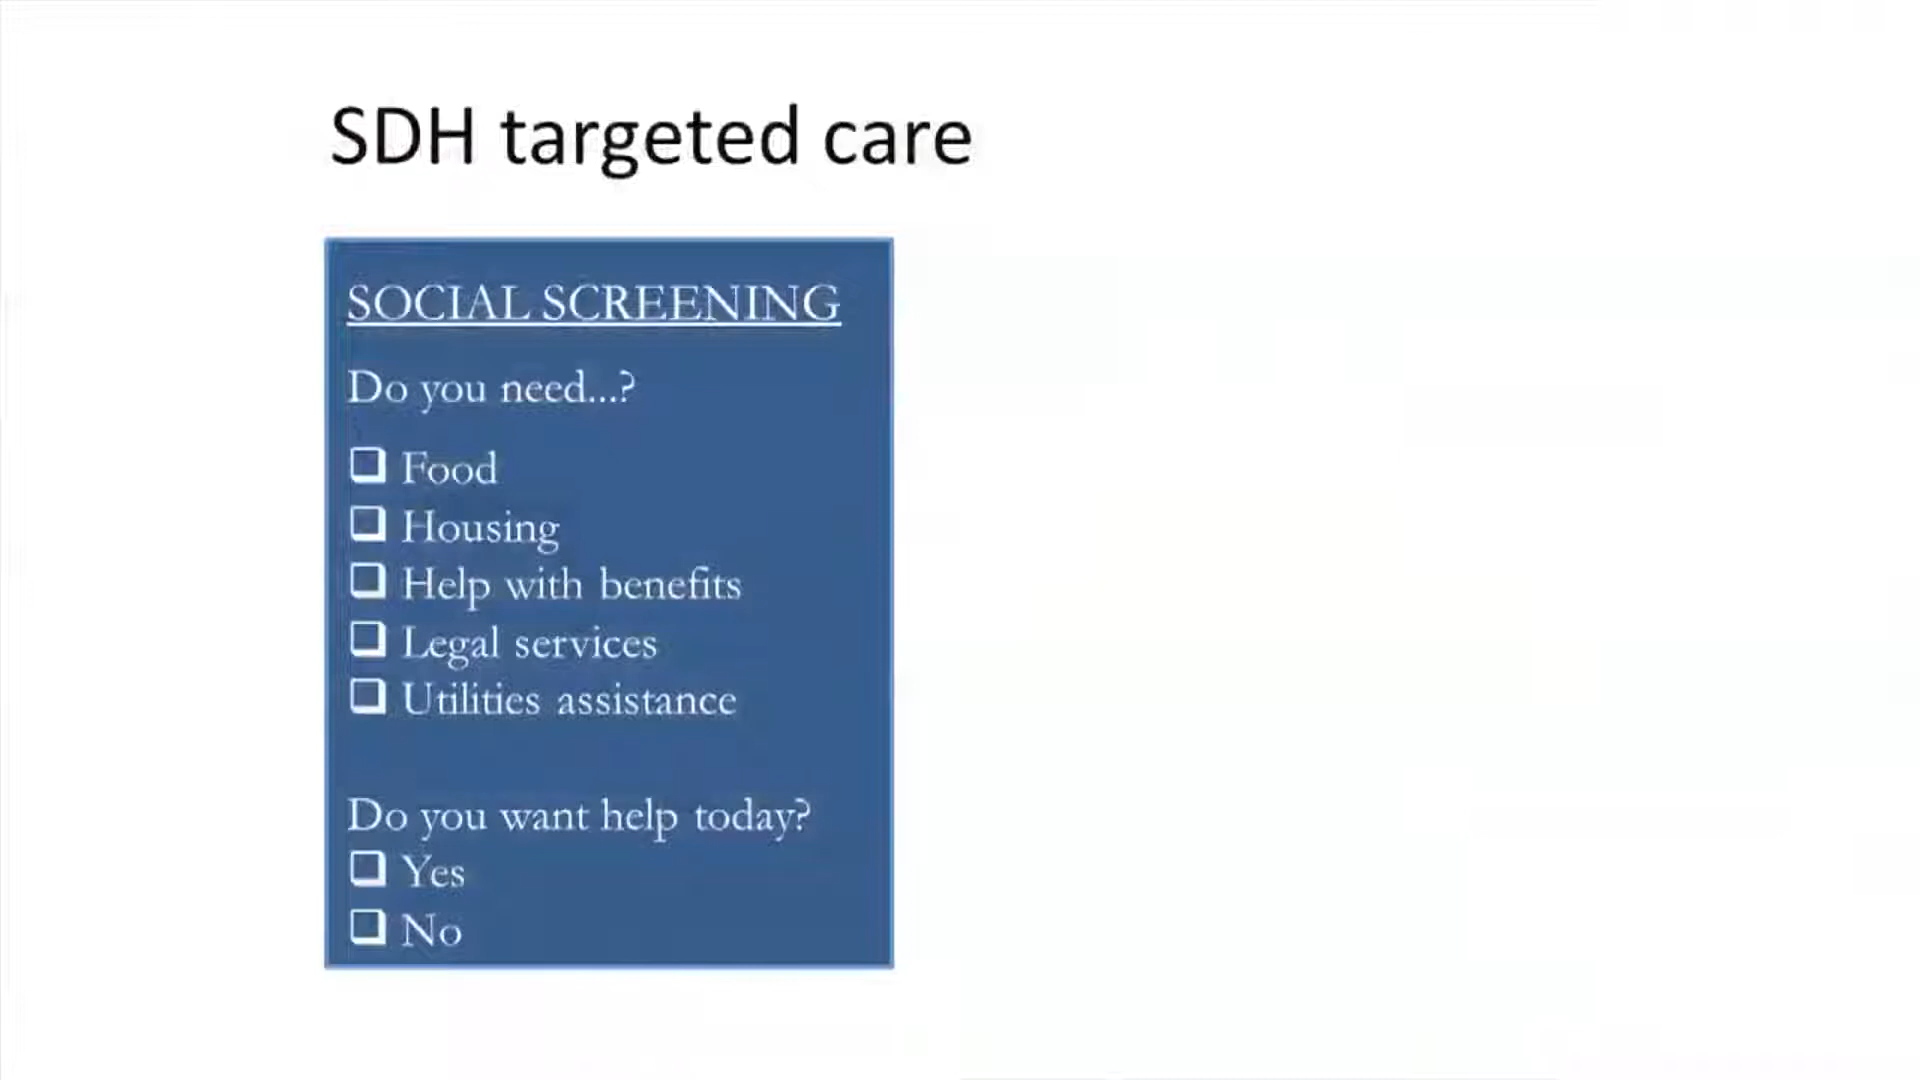 SDH targeted care
SOCIAL SCREENING
Do you need...?
❑ Food
❑ Housing
❑ Help with benefits
❑ Legal services
❑ Utilities assistance
Do you want help today?
❑ Yes
❑ No